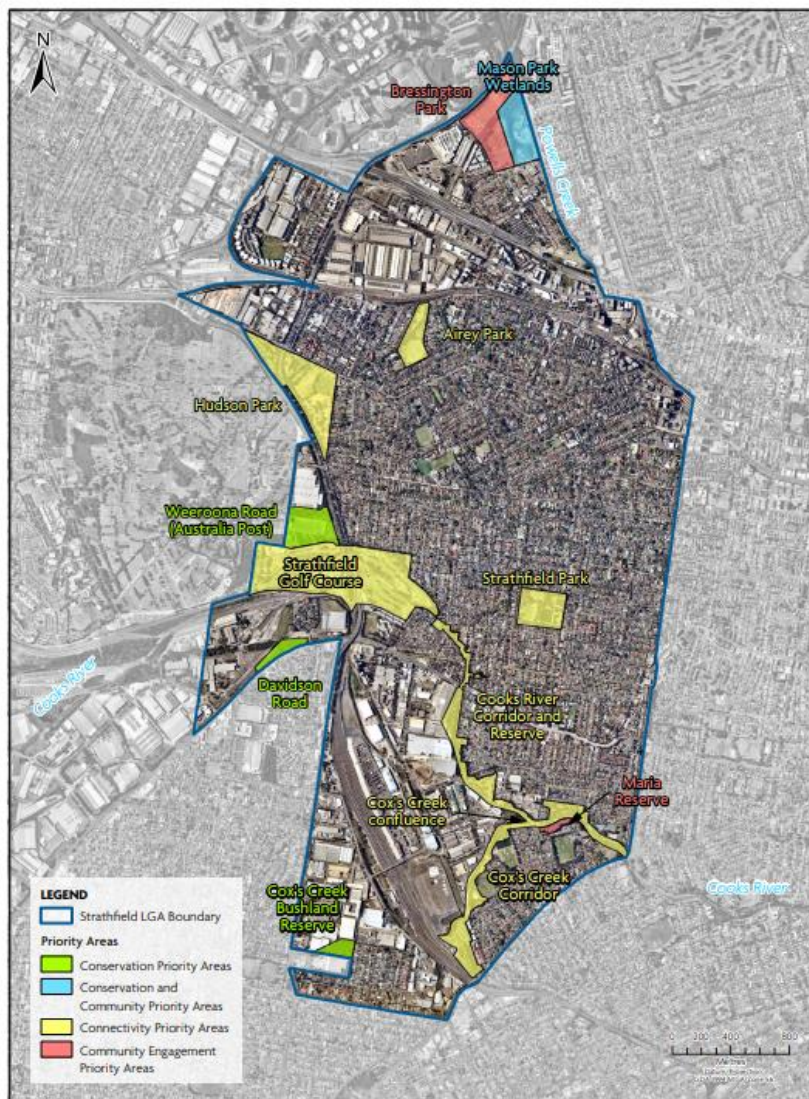 N
Mason Park
Wetlands
Bressington
Park
Powells Creek
Airey Park
Hudson Park
Weeroona Road
(Australia Post)
Strathfield
Golf Course
Strathfield Park
Cooks River
Davidson
Road
Cooks River
Corridor and
Reserve
Maria
Reserve
Cox's Creek
confluence
Cox's Creek
Corridor
Cooks River
Cox's Creek
Bushland
Reserve
LEGEND
Strathfield LGA Boundary
Priority Areas
Conservation Priority Areas
Conservation and
Community Priority Areas
Connectivity Priority Areas
Community Engagement
Priority Areas
0 200 400 800
Metres